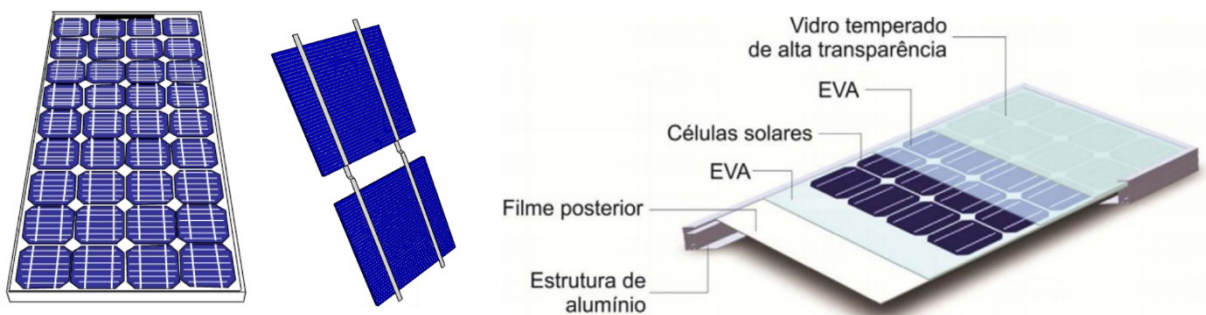 Vidro temperado
de alta transparência
EVA
Células solares
EVA
Filme posterior
Estrutura de
alumínio